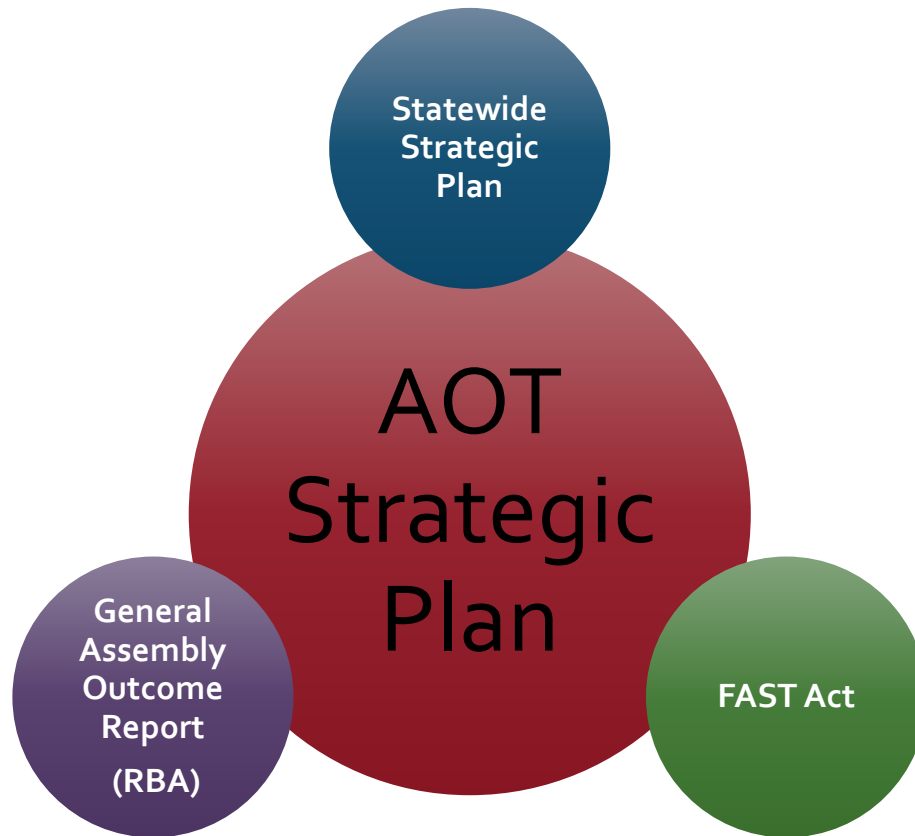 Statewide
Strategic
Plan
AOT
Strategic
Plan
General
Assembly
Outcome
Report
(RBA)
FAST Act